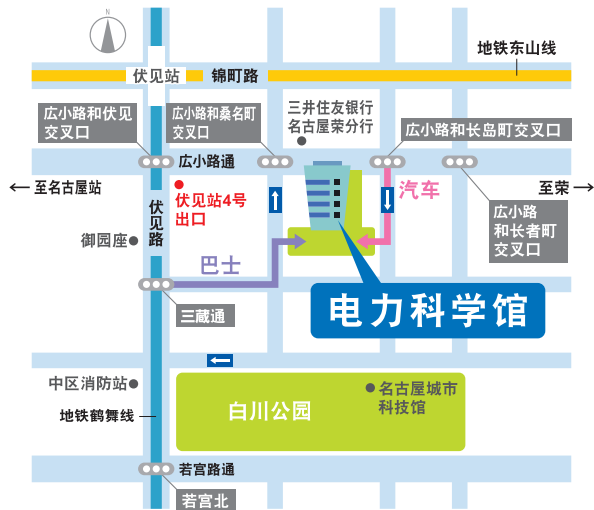 N
地铁东山线
伏见站
锦町路
広小路和伏见
交叉口
広小路和桑名町
交叉口
三井住友银行
名古屋荣分行
広小路和长岛町交叉口
広小路通
至名古屋站
伏见站4号
出口
汽车
至荣
伏见路
広小路
和长者町
交叉口
御园座
巴士
电力科学馆
三蔵通
中区消防站
名古屋城市
科技馆
白川公园
地铁鹤舞线
若宫路通
若宫北